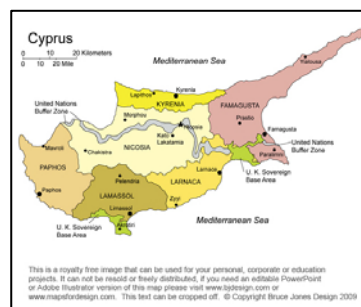 Cyprus
0 10 20 Kilometers
0 10 20 Mile
Mediterranean Sea
Yialousa
Lapithos
Kyrenia
KYRENIA
FAMAGUSTA
United Nations
Buffer Zone
Morphou
Nicosia
Prastio
Famagusta
Mavroli
Chakistra
NICOSIA
Kato
Lakatamia
United Nations
Buffer Zone
Paralimni
PAPHOS
Pelendria
Larnaca
LARNACA
U. K. Sovereign
Base Area
Paphos
LAMASSOL
Limassol
Zyyi
Mediterranean Sea
U. K. Sovereign
Base Area
Akrotiri
This is a royalty free image that can be used for your personal, corporate or education
projects. It can not be resold or freely distributed, if you need an editable PowerPoint
or Adobe Illustrator version of this map please visit www.bjdesign.com or
www.mapsfordesign.com. This text can be cropped off. © Copyright Bruce Jones Design 2009